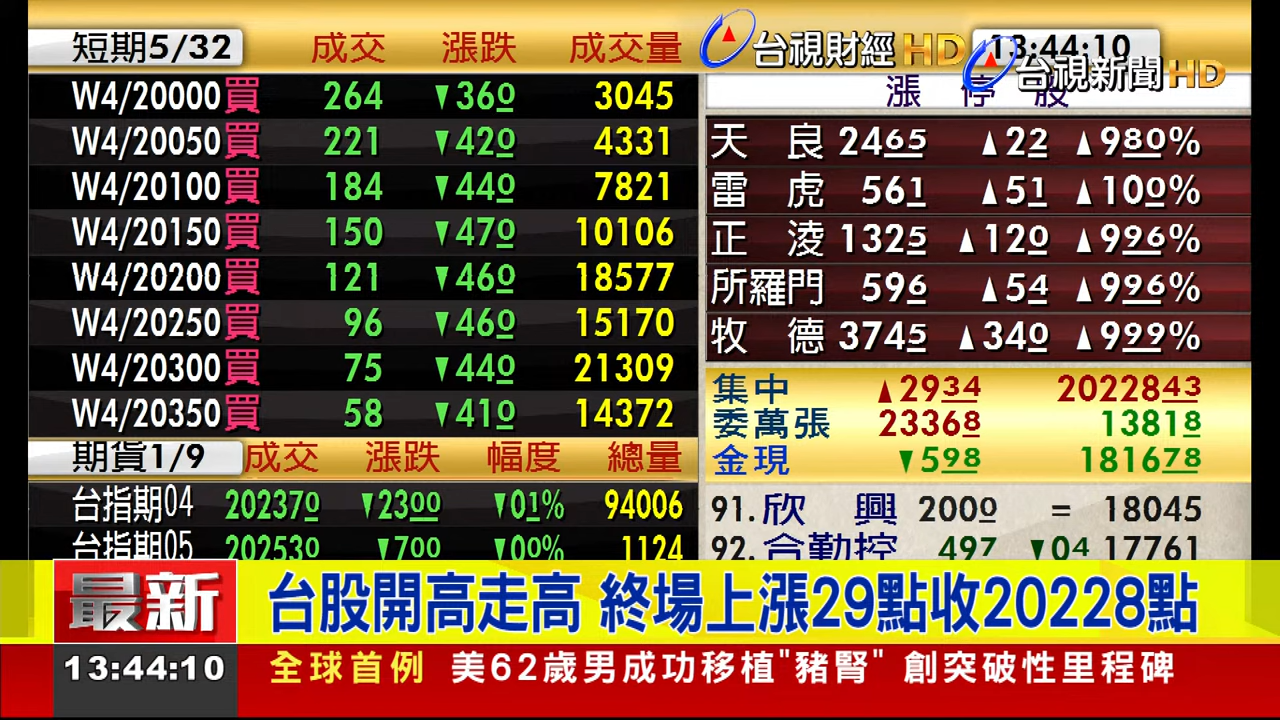 短期5/32 成交 漲跌 成交量
W4/20000買 264 ▼360 3045
W4/20050買 221 ▼420 4331
W4/20100買 184 ▼440 7821
W4/20150買 150 ▼470 10106
W4/20200買 121 ▼460 18577
W4/20250買 96 ▼460 15170
W4/20300買 75 ▼440 21309
W4/20350買 58 ▼410 14372
期貨1/9 成交 漲跌 幅度 總量
台指期04 202370 ▼2300 ▼01% 94006
台指期05 202530 ▼700 ▼00% 1124
台視財經HD 13:44:10
台視新聞HD
漲停股
天良 2465 ▲22 ▲980%
雷虎 561 ▲51 ▲100%
正淩 1325 ▲120 ▲996%
所羅門 596 ▲54 ▲996%
牧德 3745 ▲340 ▲999%
集中 ▲2934 2022843
委萬張 23368 13818
金現 ▼598 181678
91.欣興 2000 = 18045
92.合勤控 497 ▼04 17761
最新 台股開高走高 終場上漲29點收20228點
13:44:10 全球首例 美62歲男成功移植"豬腎" 創突破性里程碑